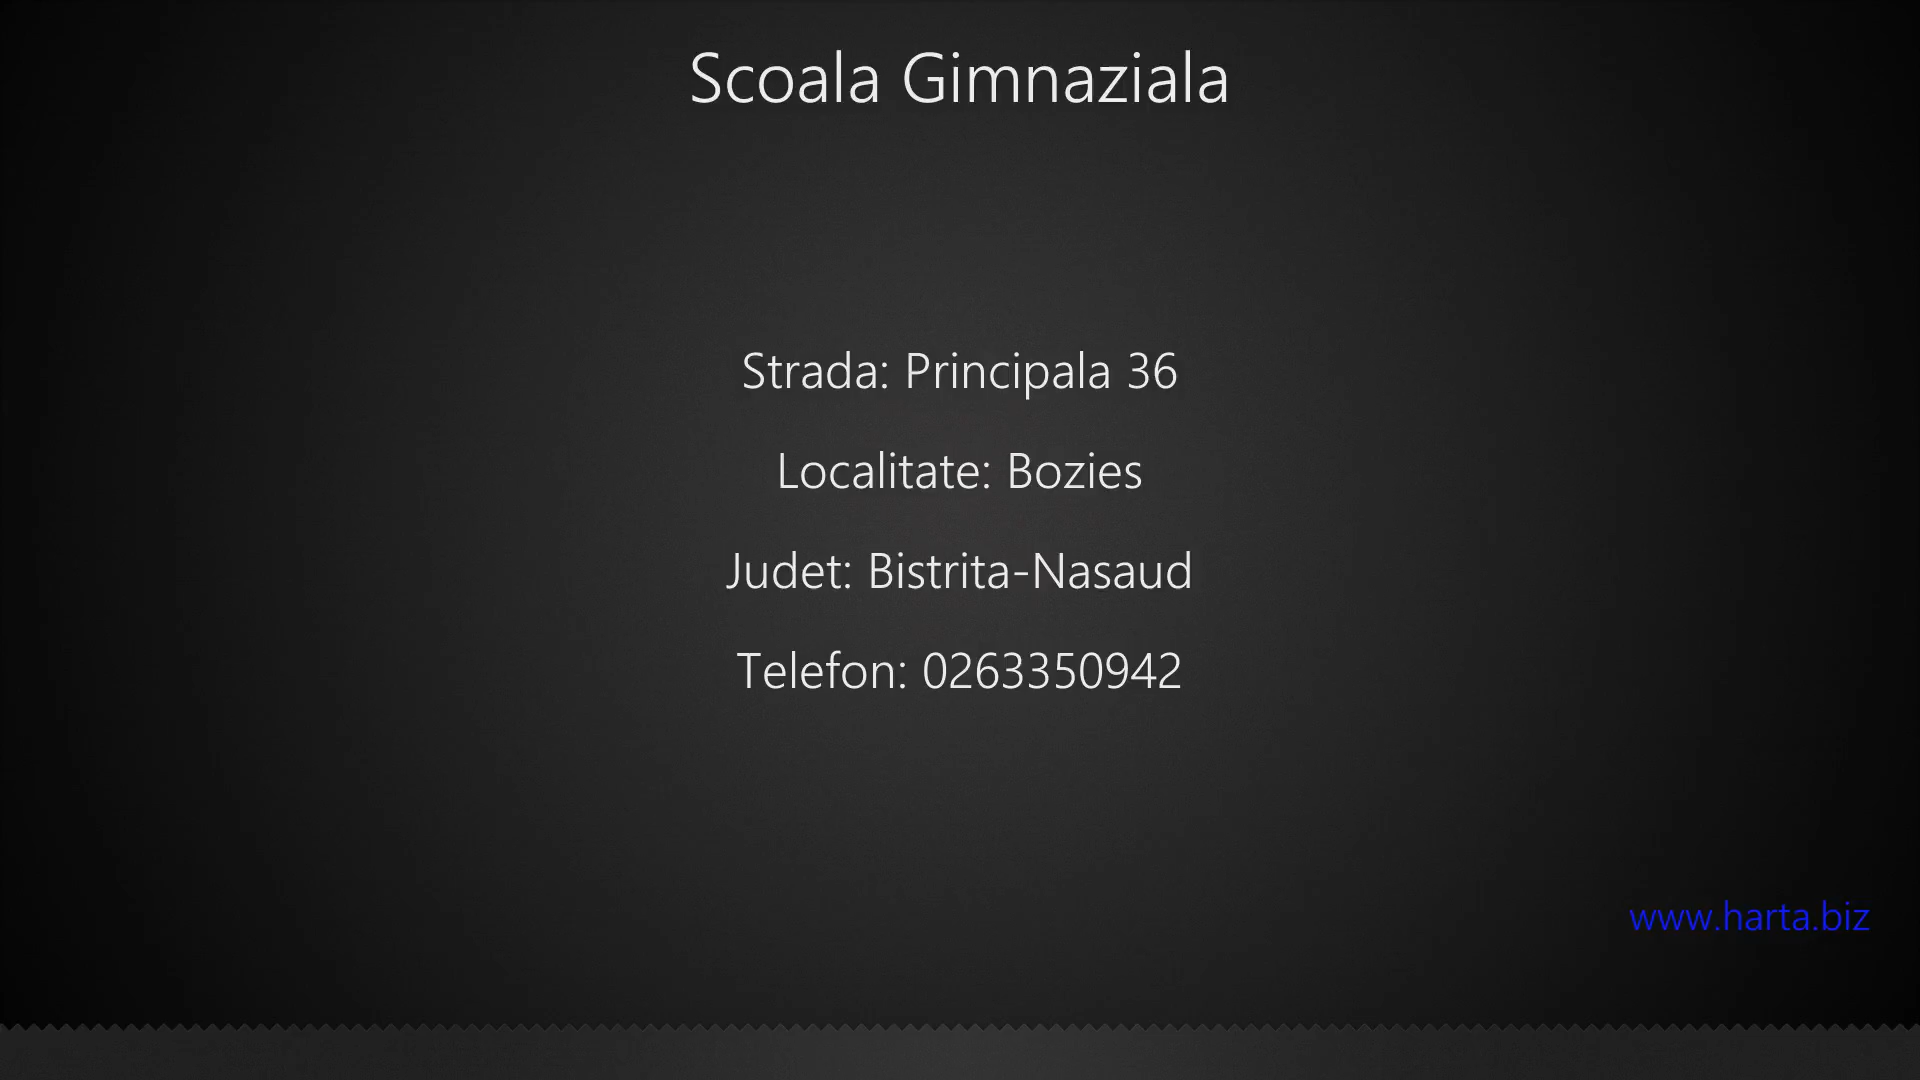 Scoala Gimnaziala
Strada: Principala 36
Localitate: Bozies
Judet: Bistrita-Nasaud
Telefon: 0263350942
www.harta.biz